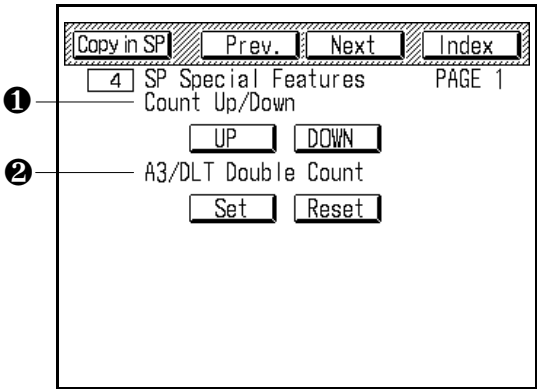 Copy in SP Prev. Next Index
4 SP Special Features PAGE 1
❶ Count Up/Down
UP DOWN
❷ A3/DLT Double Count
Set Reset